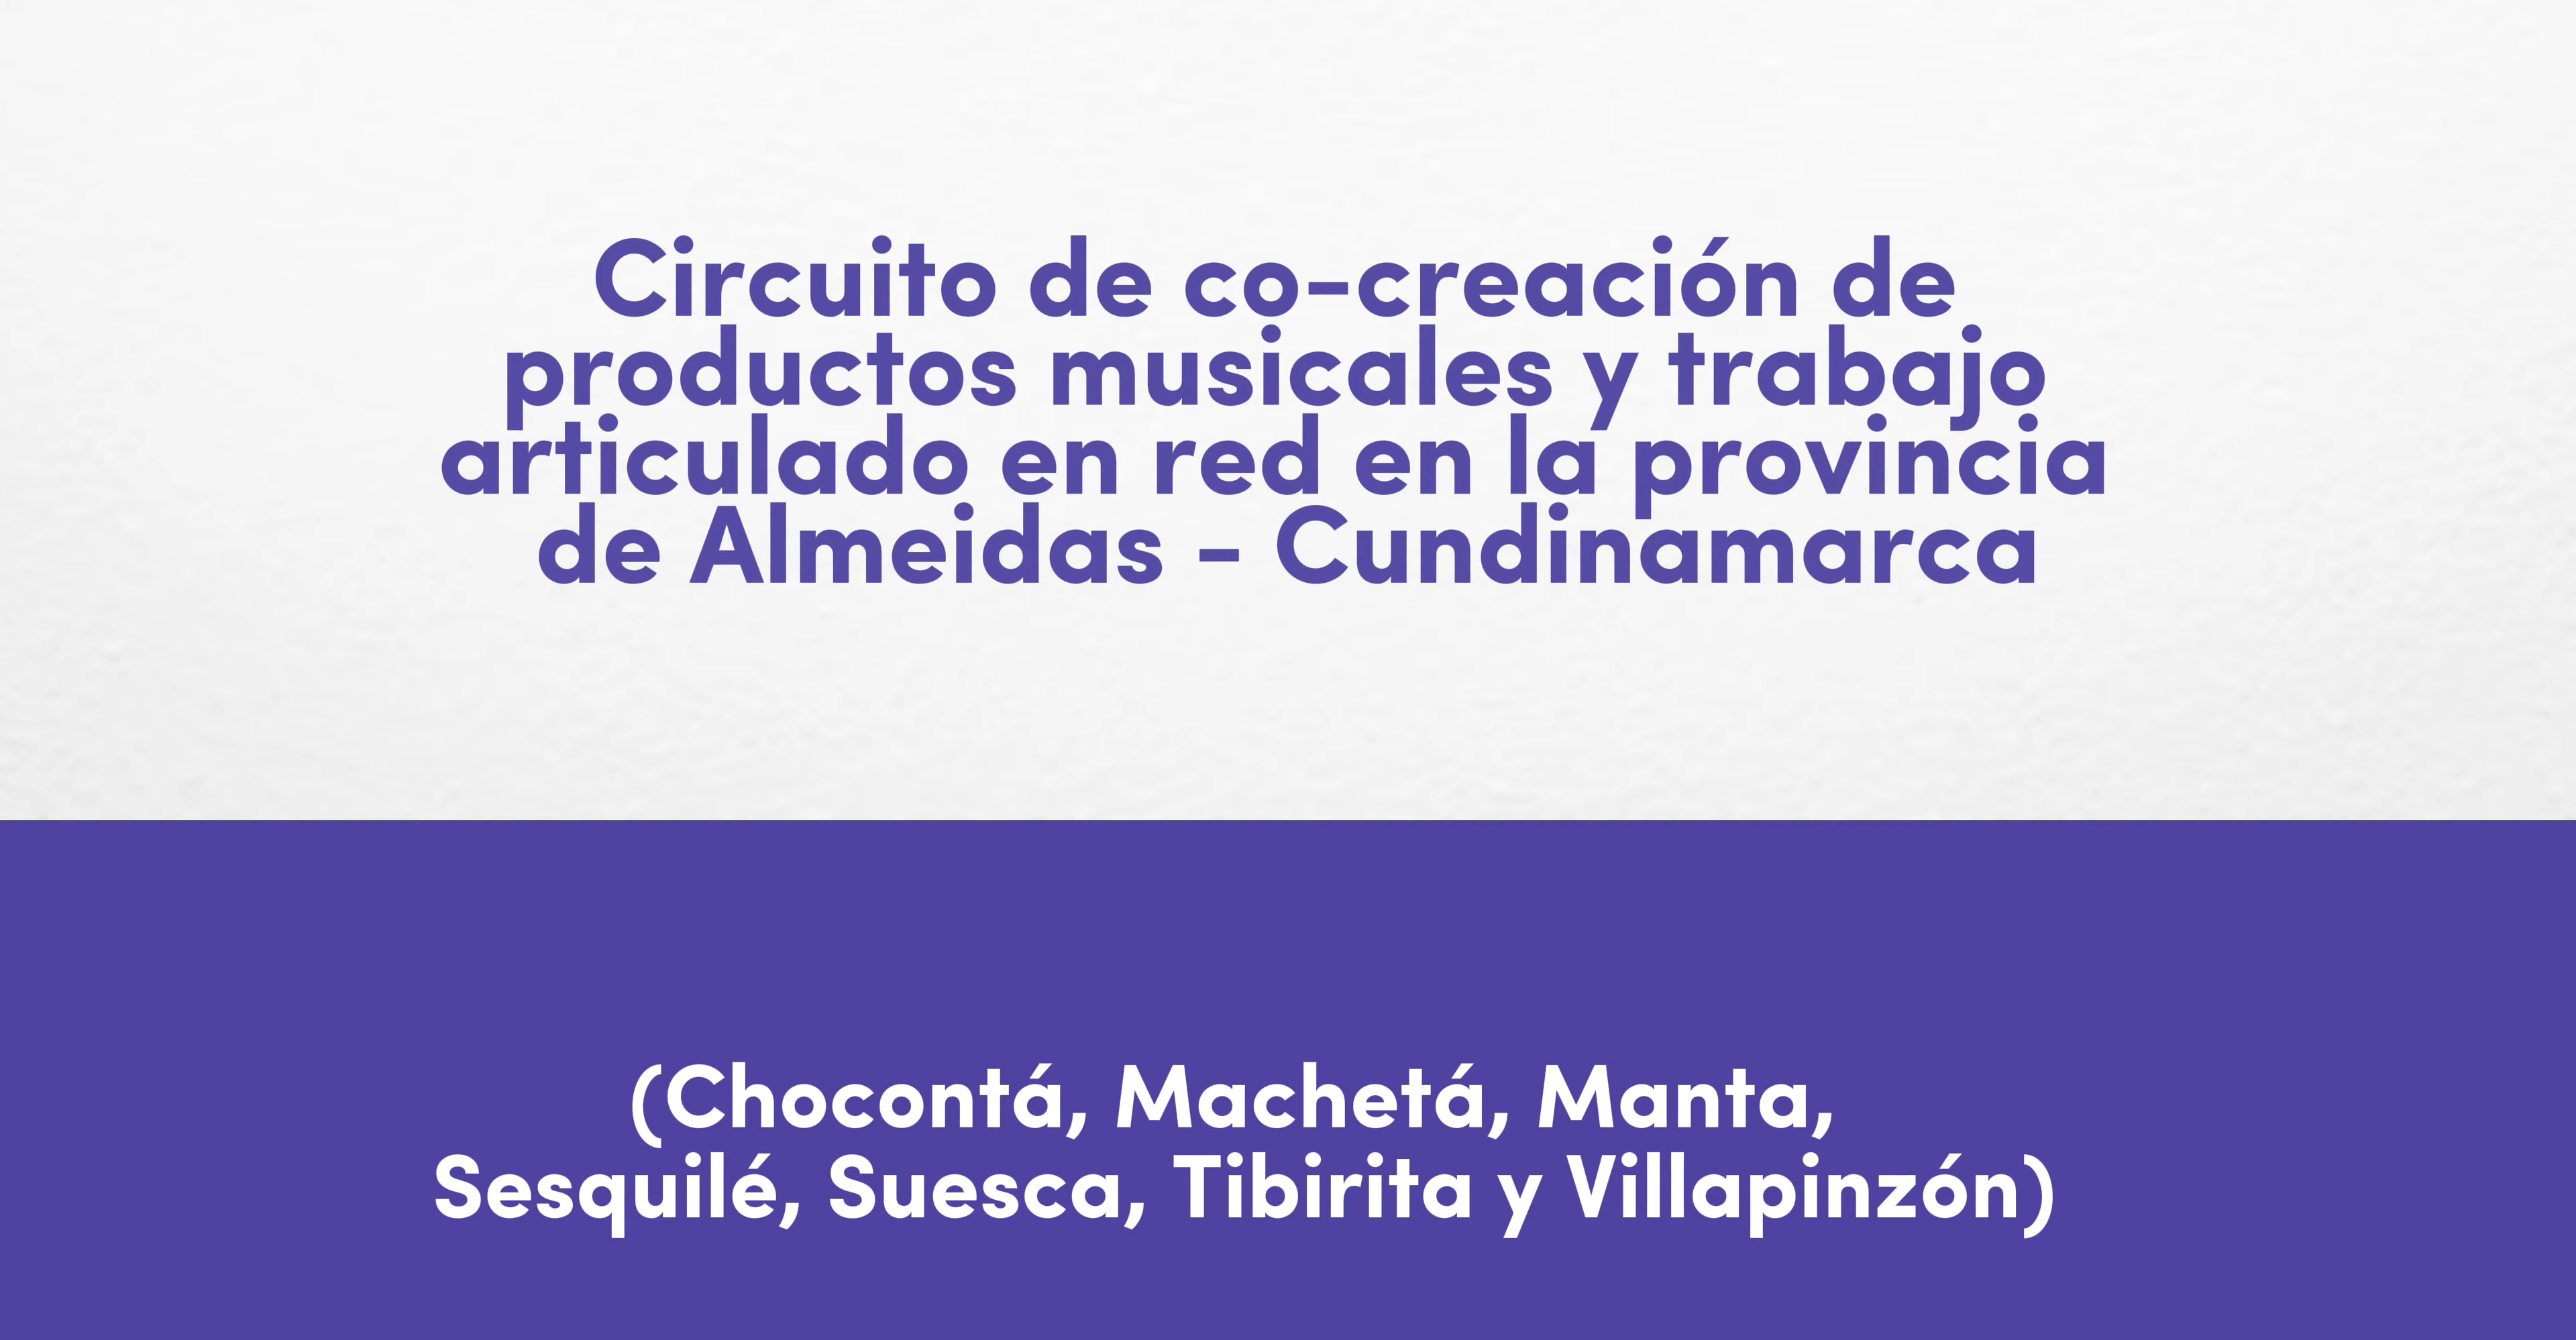 Circuito de co-creación de
productos musicales y trabajo
articulado en red en la provincia
de Almeidas - Cundinamarca
(Chocontá, Machetá, Manta,
Sesquilé, Suesca, Tibirita y Villapinzón)